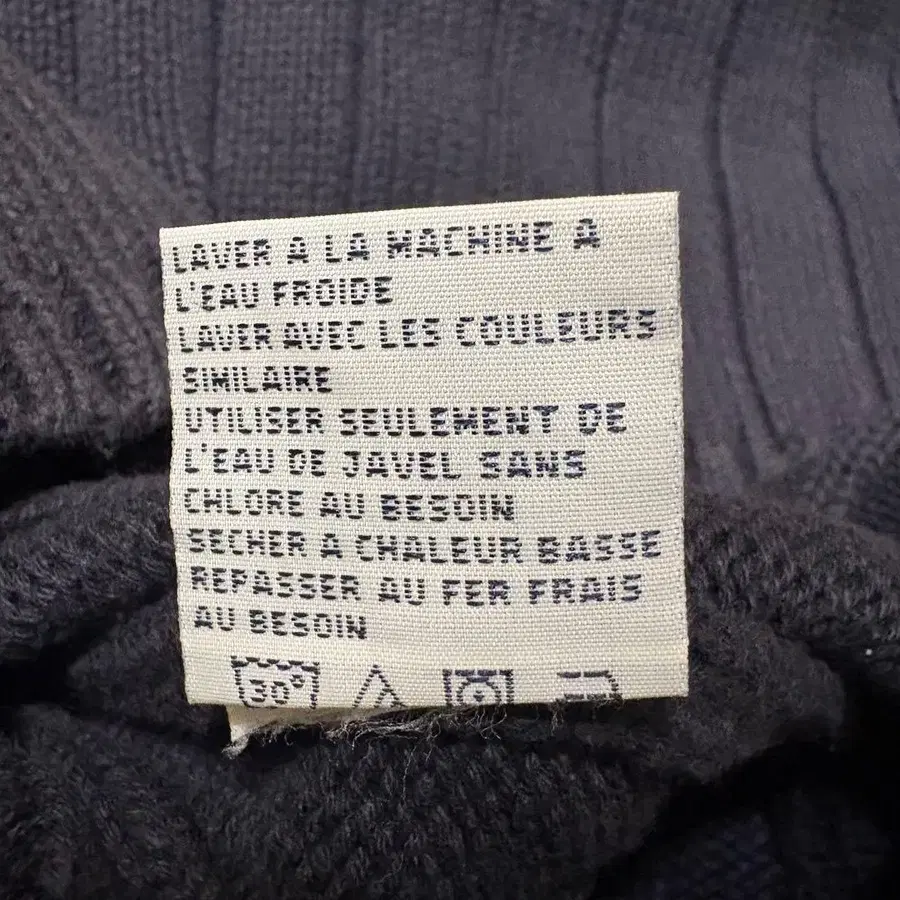 LAVER A LA MACHINE A
L'EAU FROIDE
LAVER AVEC LES COULEURS
SIMILAIRE
UTILISER SEULEMENT DE
L'EAU DE JAVEL SANS
CHLORE AU BESOIN
SECHER A CHALEUR BASSE
REPASSER AU FER FRAIS
AU BESOIN
30°